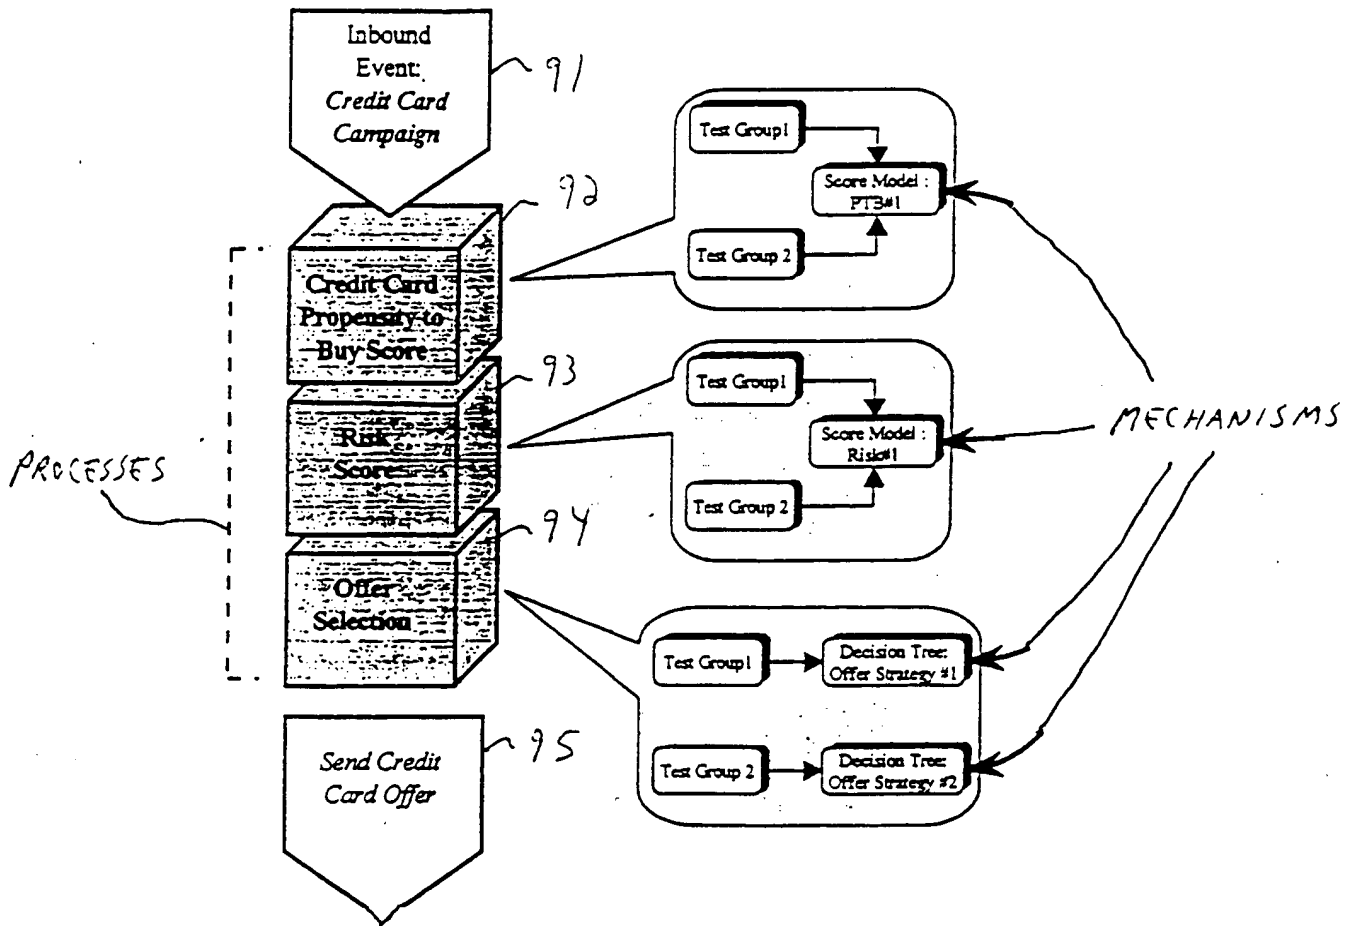 Inbound
Event:
Credit Card
Campaign
91
92
Credit Card
Propensity to
Buy Score
93
Risk
Score
94
Offer
Selection
PROCESSES
Send Credit
Card Offer
95
Test Group1
Score Model :
PTB#1
Test Group 2
Test Group1
Score Model :
Risk#1
Test Group 2
Test Group1
Decision Tree:
Offer Strategy #1
Test Group 2
Decision Tree:
Offer Strategy #2
MECHANISMS